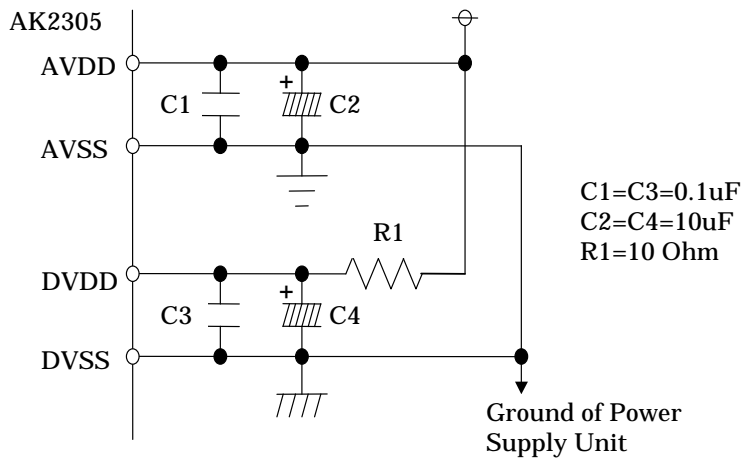 AK2305
AVDD
C1
+
C2
AVSS
C1=C3=0.1uF
C2=C4=10uF
R1=10 Ohm
R1
DVDD
C3
+
C4
DVSS
Ground of Power
Supply Unit